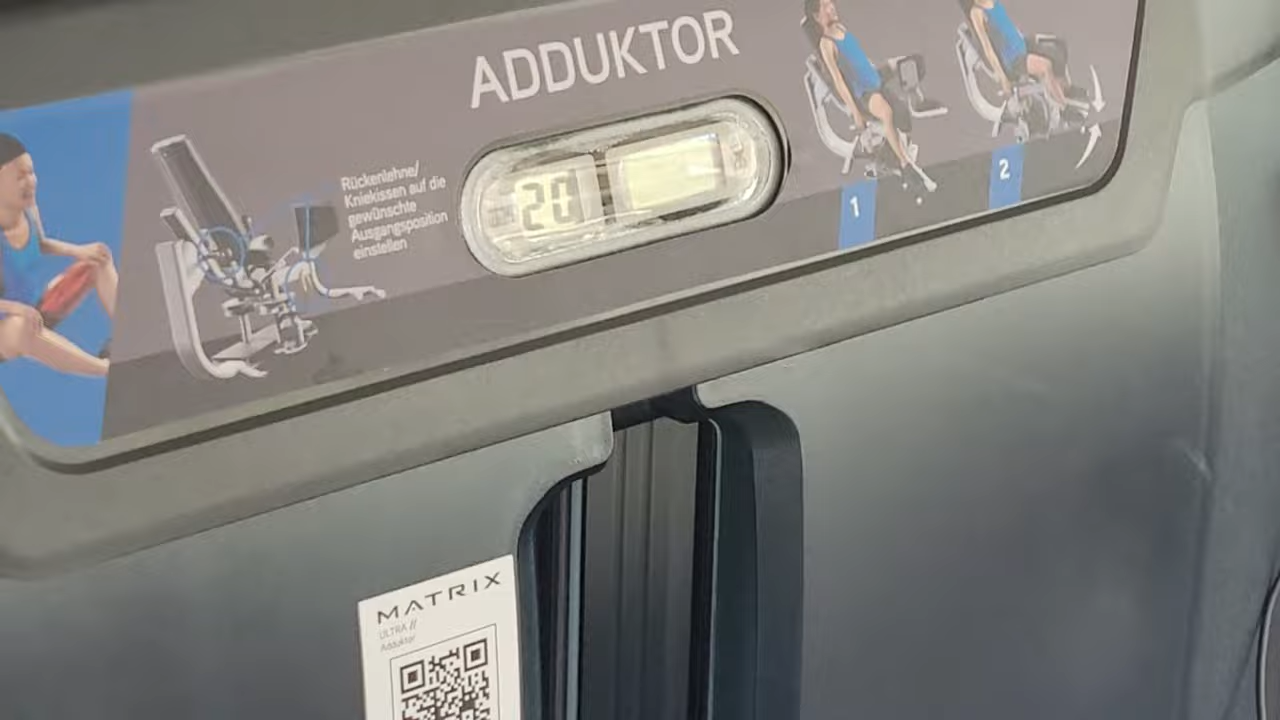 ADDUKTOR
Rückenlehne/
Kniekissen auf die
gewünschte
Ausgangsposition
einstellen
20
1
2
MATRIX
ULTRA
Adduktor